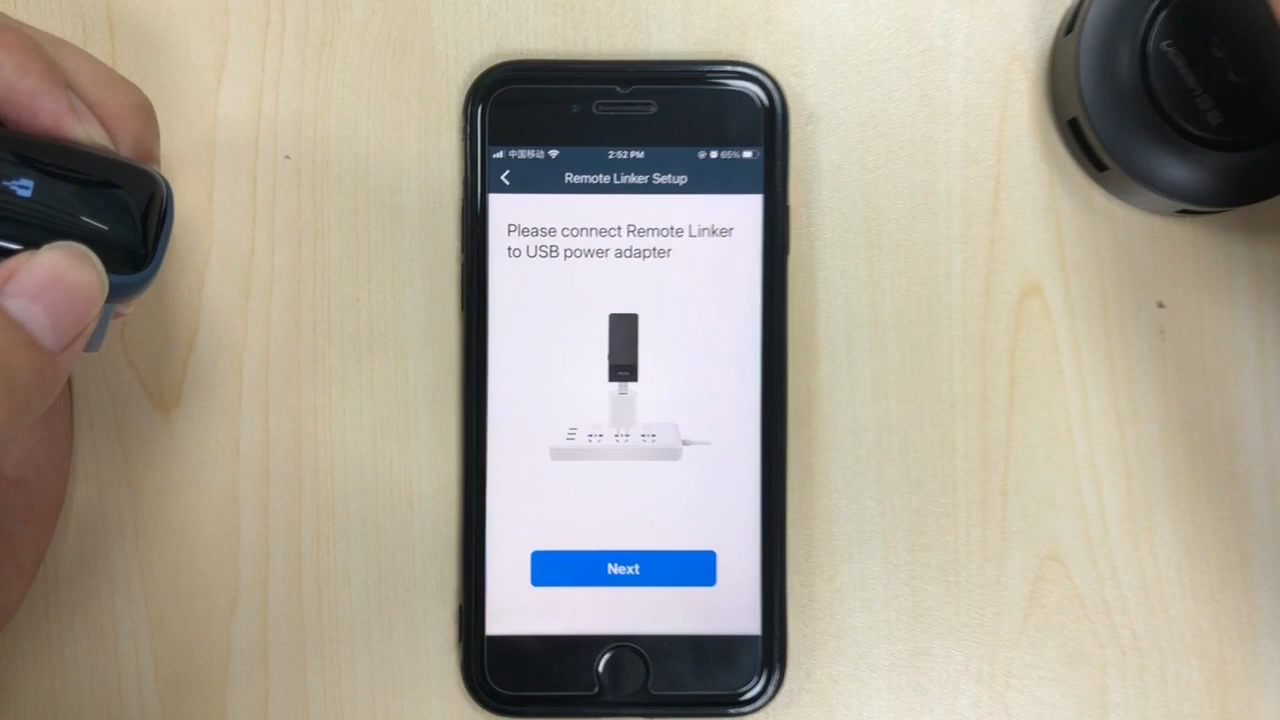 中国移动
2:52 PM
65%
Remote Linker Setup
Please connect Remote Linker
to USB power adapter
Next